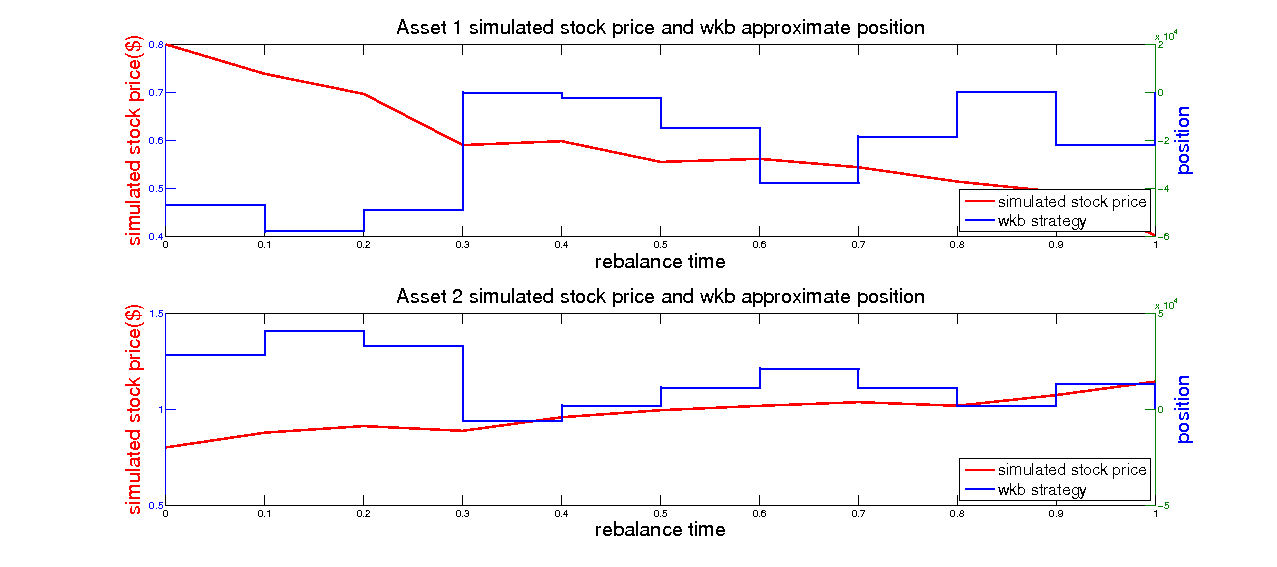 Asset 1 simulated stock price and wkb approximate position
x 10^4
simulated stock price($)
0.8
0.7
0.6
0.5
0.4
2
0
-2
-4
-6
position
simulated stock price
wkb strategy
0 0.1 0.2 0.3 0.4 0.5 0.6 0.7 0.8 0.9 1
rebalance time
Asset 2 simulated stock price and wkb approximate position
x 10^4
simulated stock price($)
1.5
1
0.5
5
0
-5
position
simulated stock price
wkb strategy
0 0.1 0.2 0.3 0.4 0.5 0.6 0.7 0.8 0.9 1
rebalance time